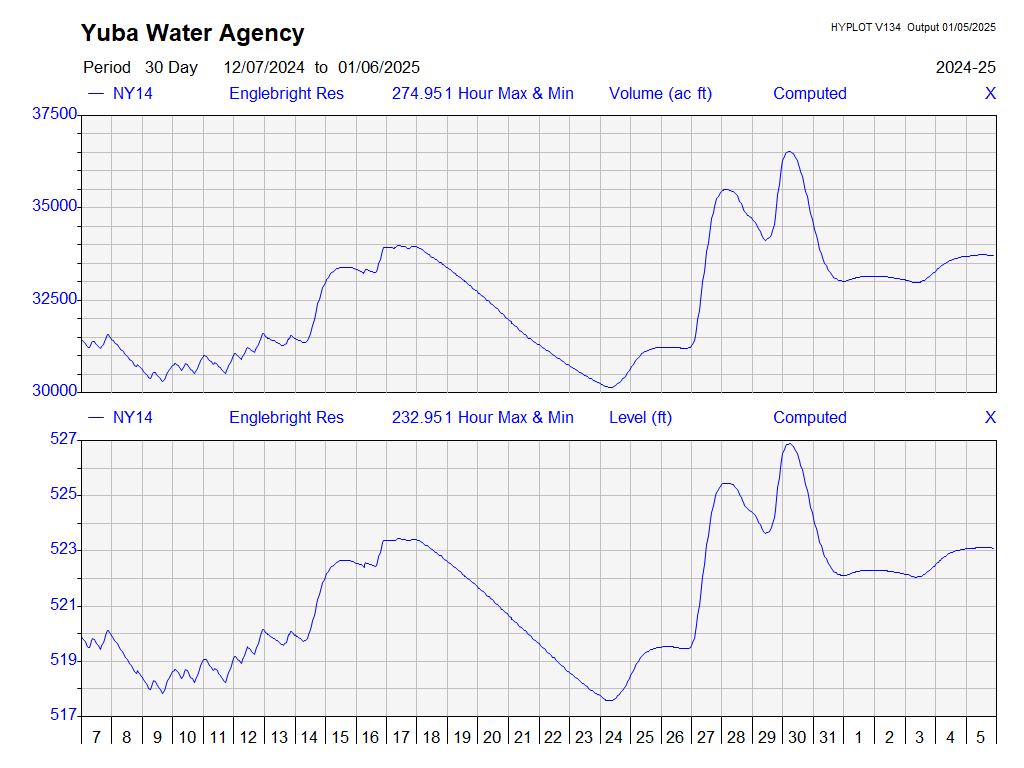 Yuba Water Agency
HYPLOT V134 Output 01/05/2025
Period 30 Day 12/07/2024 to 01/06/2025 2024-25
NY14 Englebright Res 274.951 Hour Max & Min Volume (ac ft) Computed X
37500
35000
32500
30000
NY14 Englebright Res 232.951 Hour Max & Min Level (ft) Computed X
527
525
523
521
519
517
7 8 9 10 11 12 13 14 15 16 17 18 19 20 21 22 23 24 25 26 27 28 29 30 31 1 2 3 4 5